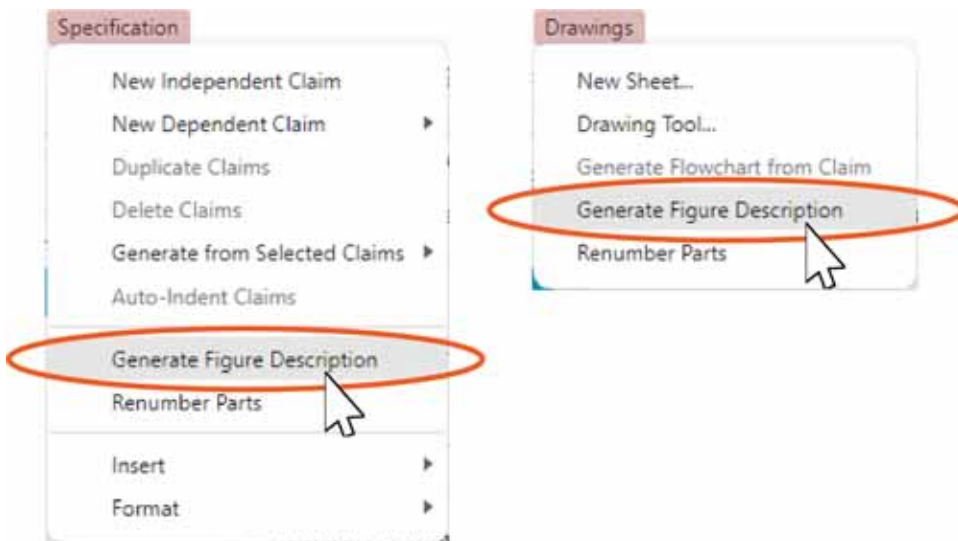 Specification
New Independent Claim
New Dependent Claim
Duplicate Claims
Delete Claims
Generate from Selected Claims
Auto-Indent Claims
Generate Figure Description
Renumber Parts
Insert
Format
Drawings
New Sheet...
Drawing Tool...
Generate Flowchart from Claim
Generate Figure Description
Renumber Parts